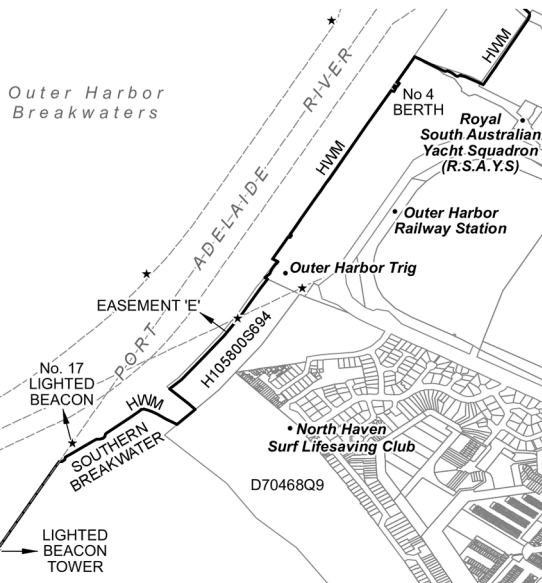 HWM
RIVER
Outer Harbor
Breakwaters
No 4
BERTH
Royal
South Australian
Yacht Squadron
(R.S.A.Y.S)
HWM
ADELAIDE
Outer Harbor
Railway Station
Outer Harbor Trig
EASEMENT 'E'
PORT
H105800S694
No. 17
LIGHTED
BEACON
HWM
SOUTHERN
BREAKWATER
North Haven
Surf Lifesaving Club
D70468Q9
LIGHTED
BEACON
TOWER